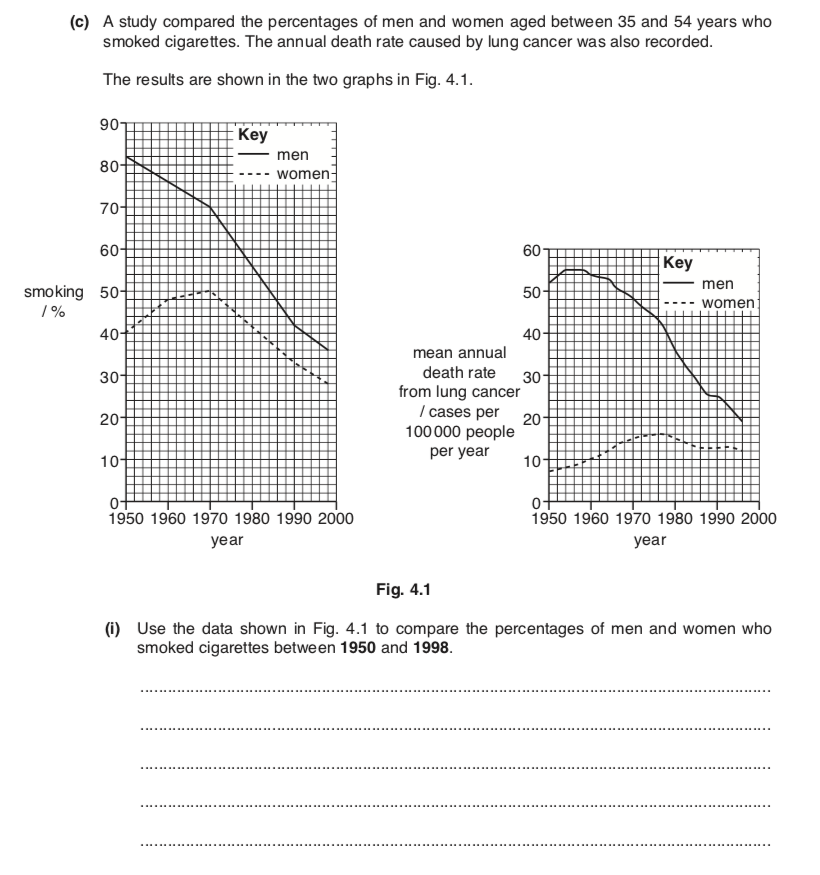 (c) A study compared the percentages of men and women aged between 35 and 54 years who
smoked cigarettes. The annual death rate caused by lung cancer was also recorded.
The results are shown in the two graphs in Fig. 4.1.
90
80
70
60
50
40
30
20
10
0
smoking
/ %
Key
men
women
1950 1960 1970 1980 1990 2000
year
60
50
40
30
20
10
0
mean annual
death rate
from lung cancer
/ cases per
100 000 people
per year
Key
men
women
1950 1960 1970 1980 1990 2000
year
Fig. 4.1
(i) Use the data shown in Fig. 4.1 to compare the percentages of men and women who
smoked cigarettes between 1950 and 1998.